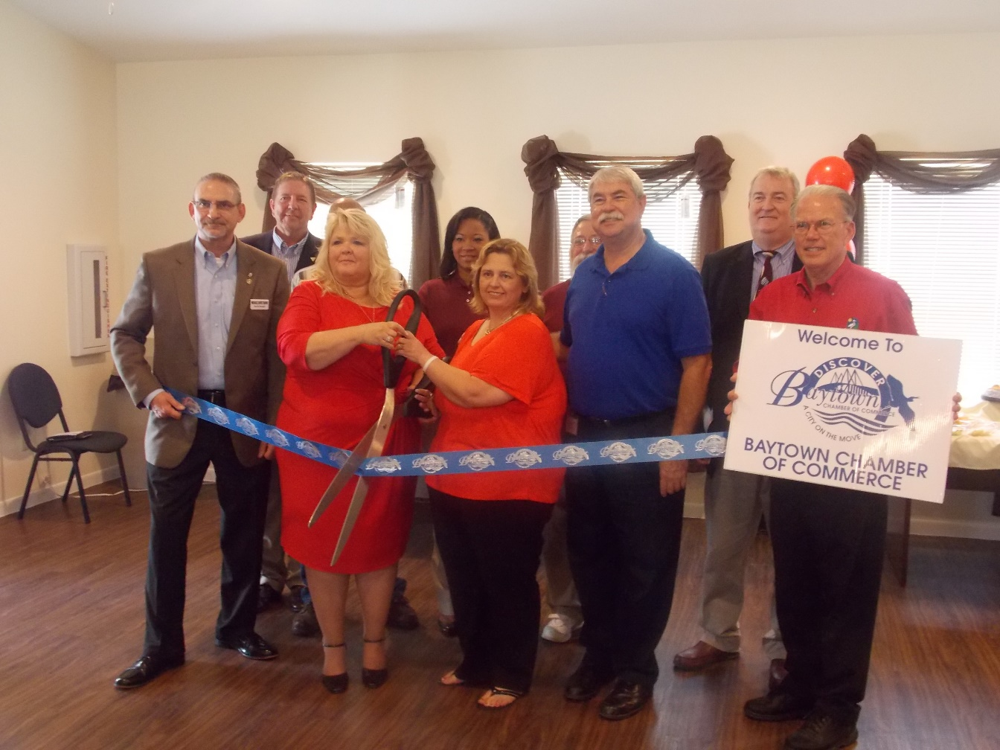 Welcome To
DISCOVER
Baytown
CHAMBER OF COMMERCE
A CITY ON THE MOVE
BAYTOWN CHAMBER
OF COMMERCE